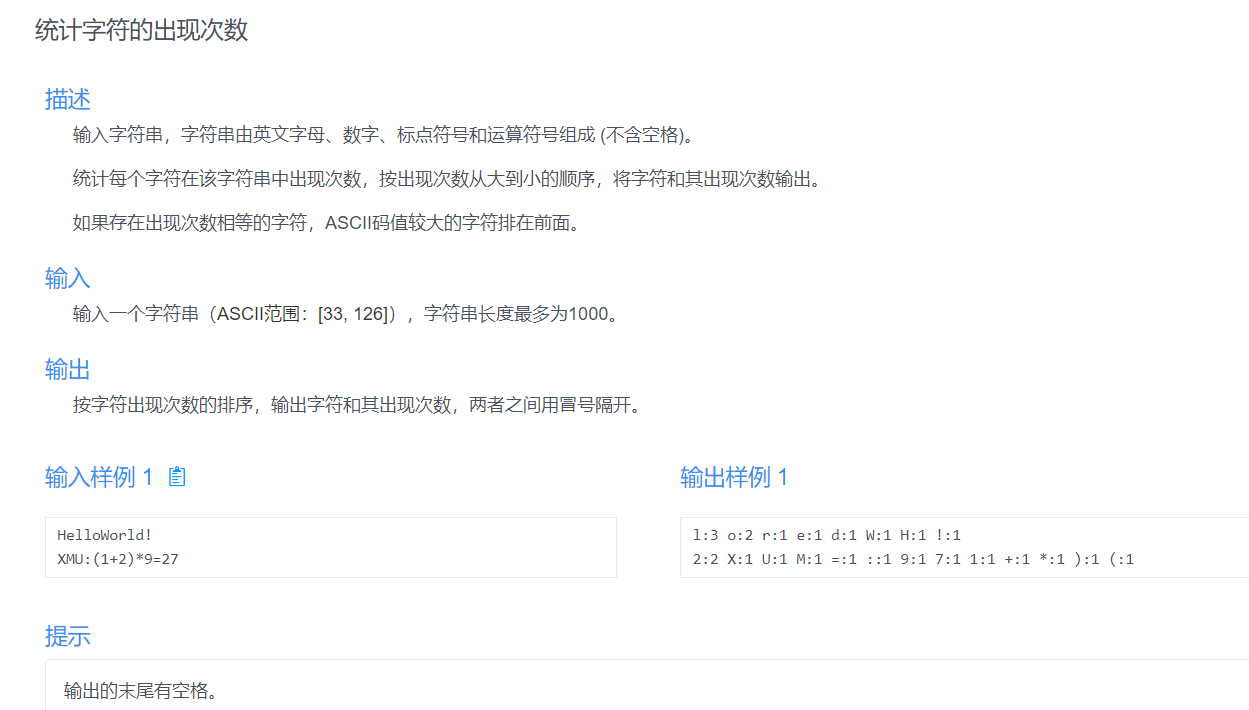 统计字符的出现次数
描述
输入字符串，字符串由英文字母、数字、标点符号和运算符号组成 (不含空格)。
统计每个字符在该字符串中出现次数，按出现次数从大到小的顺序，将字符和其出现次数输出。
如果存在出现次数相等的字符，ASCII码值较大的字符排在前面。
输入
输入一个字符串（ASCII范围：[33, 126]），字符串长度最多为1000。
输出
按字符出现次数的排序，输出字符和其出现次数，两者之间用冒号隔开。
输入样例 1
HelloWorld!
XMU:(1+2)*9=27
输出样例 1
l:3 o:2 r:1 e:1 d:1 W:1 H:1 !:1
2:2 X:1 U:1 M:1 =:1 ::1 9:1 7:1 1:1 +:1 *:1 ):1 (:1
提示
输出的末尾有空格。